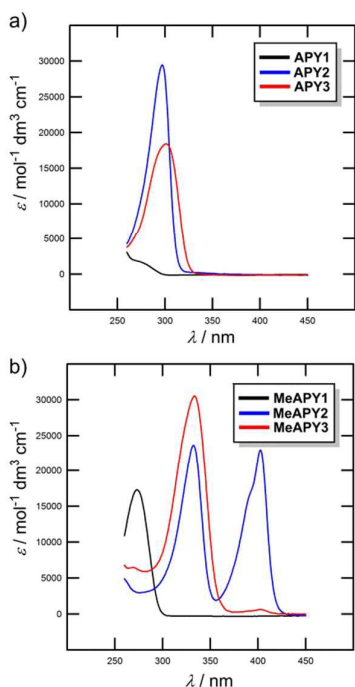 a)
APY1
APY2
APY3
30000
25000
20000
15000
10000
5000
0
ε / mol-1 dm3 cm-1
250 300 350 400 450
λ / nm
b)
MeAPY1
MeAPY2
MeAPY3
30000
25000
20000
15000
10000
5000
0
ε / mol-1 dm3 cm-1
250 300 350 400 450
λ / nm